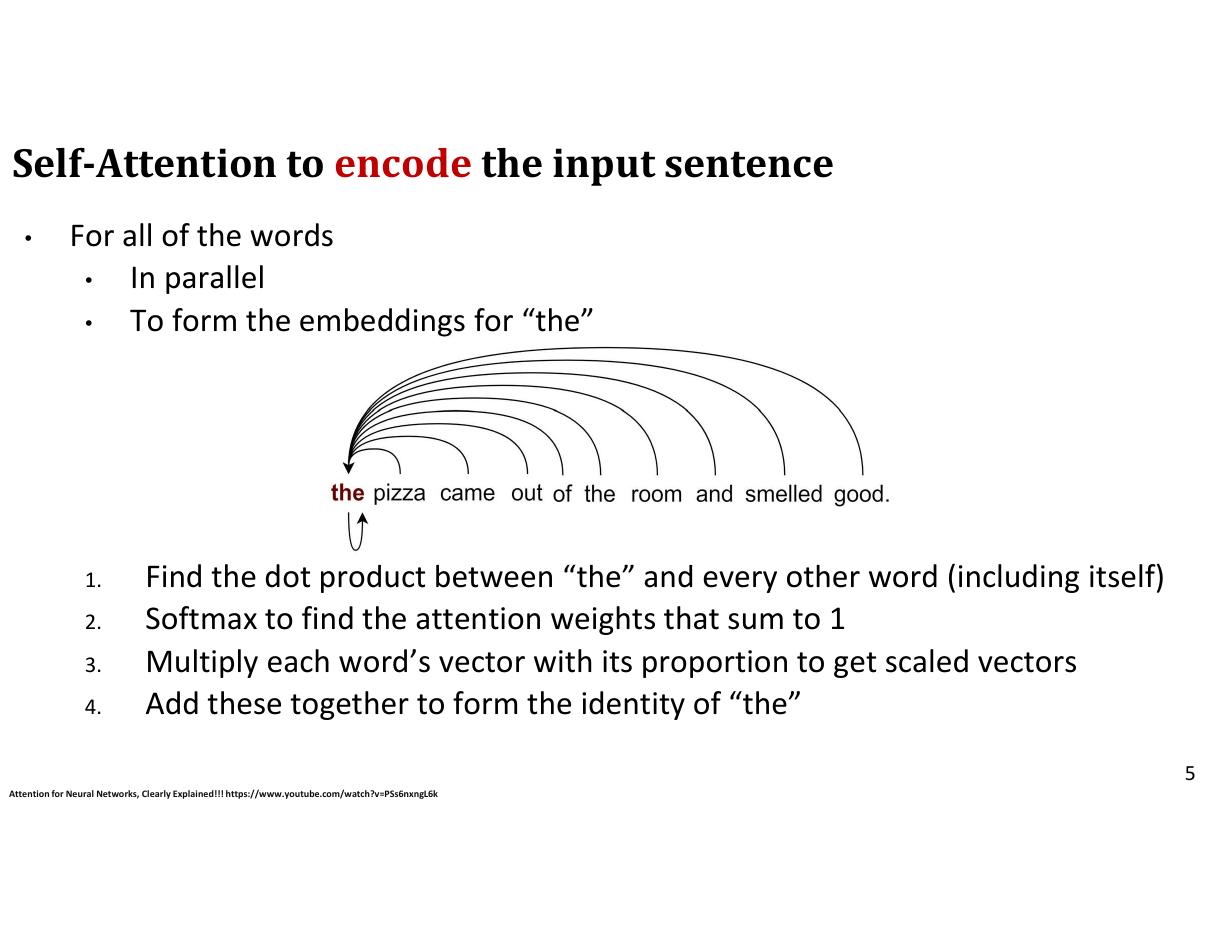 Self-Attention to encode the input sentence
• For all of the words
• In parallel
• To form the embeddings for “the”
the pizza came out of the room and smelled good.
1. Find the dot product between “the” and every other word (including itself)
2. Softmax to find the attention weights that sum to 1
3. Multiply each word’s vector with its proportion to get scaled vectors
4. Add these together to form the identity of “the”
5
Attention for Neural Networks, Clearly Explained!!! https://www.youtube.com/watch?v=PSs6nxngL6k